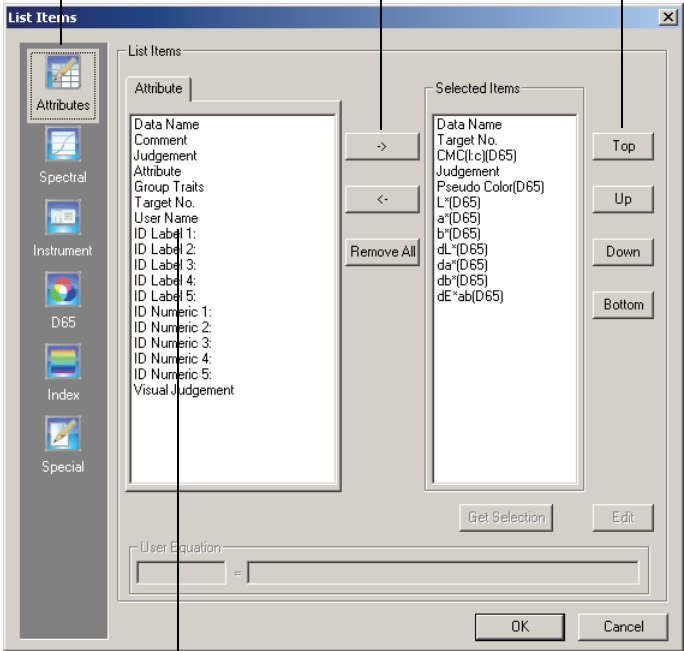 List Items
Attributes
Spectral
Instrument
D65
Index
Special
List Items
Attribute
Data Name
Comment
Judgement
Attribute
Group Traits
Target No.
User Name
ID Label 1:
ID Label 2:
ID Label 3:
ID Label 4:
ID Label 5:
ID Numeric 1:
ID Numeric 2:
ID Numeric 3:
ID Numeric 4:
ID Numeric 5:
Visual Judgement
->
<-
Remove All
Selected Items
Data Name
Target No.
CMC(l:c)(D65)
Judgement
Pseudo Color(D65)
L*(D65)
a*(D65)
b*(D65)
dL*(D65)
da*(D65)
db*(D65)
dE*ab(D65)
Top
Up
Down
Bottom
Get Selection
Edit
User Equation
=
OK
Cancel